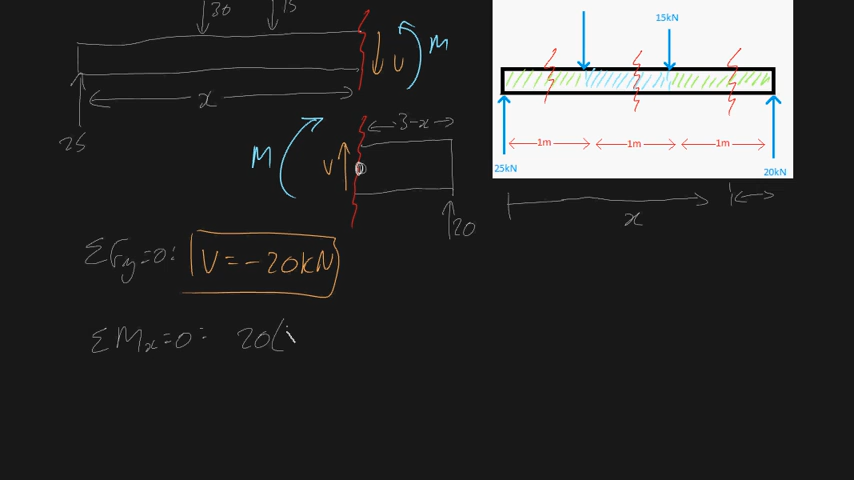 30 15
15kN
V M
x
25
3-x
M V
20
1m 1m 1m
25kN 20kN
x
ΣFy=0: V = -20kN
ΣMx=0: 20(